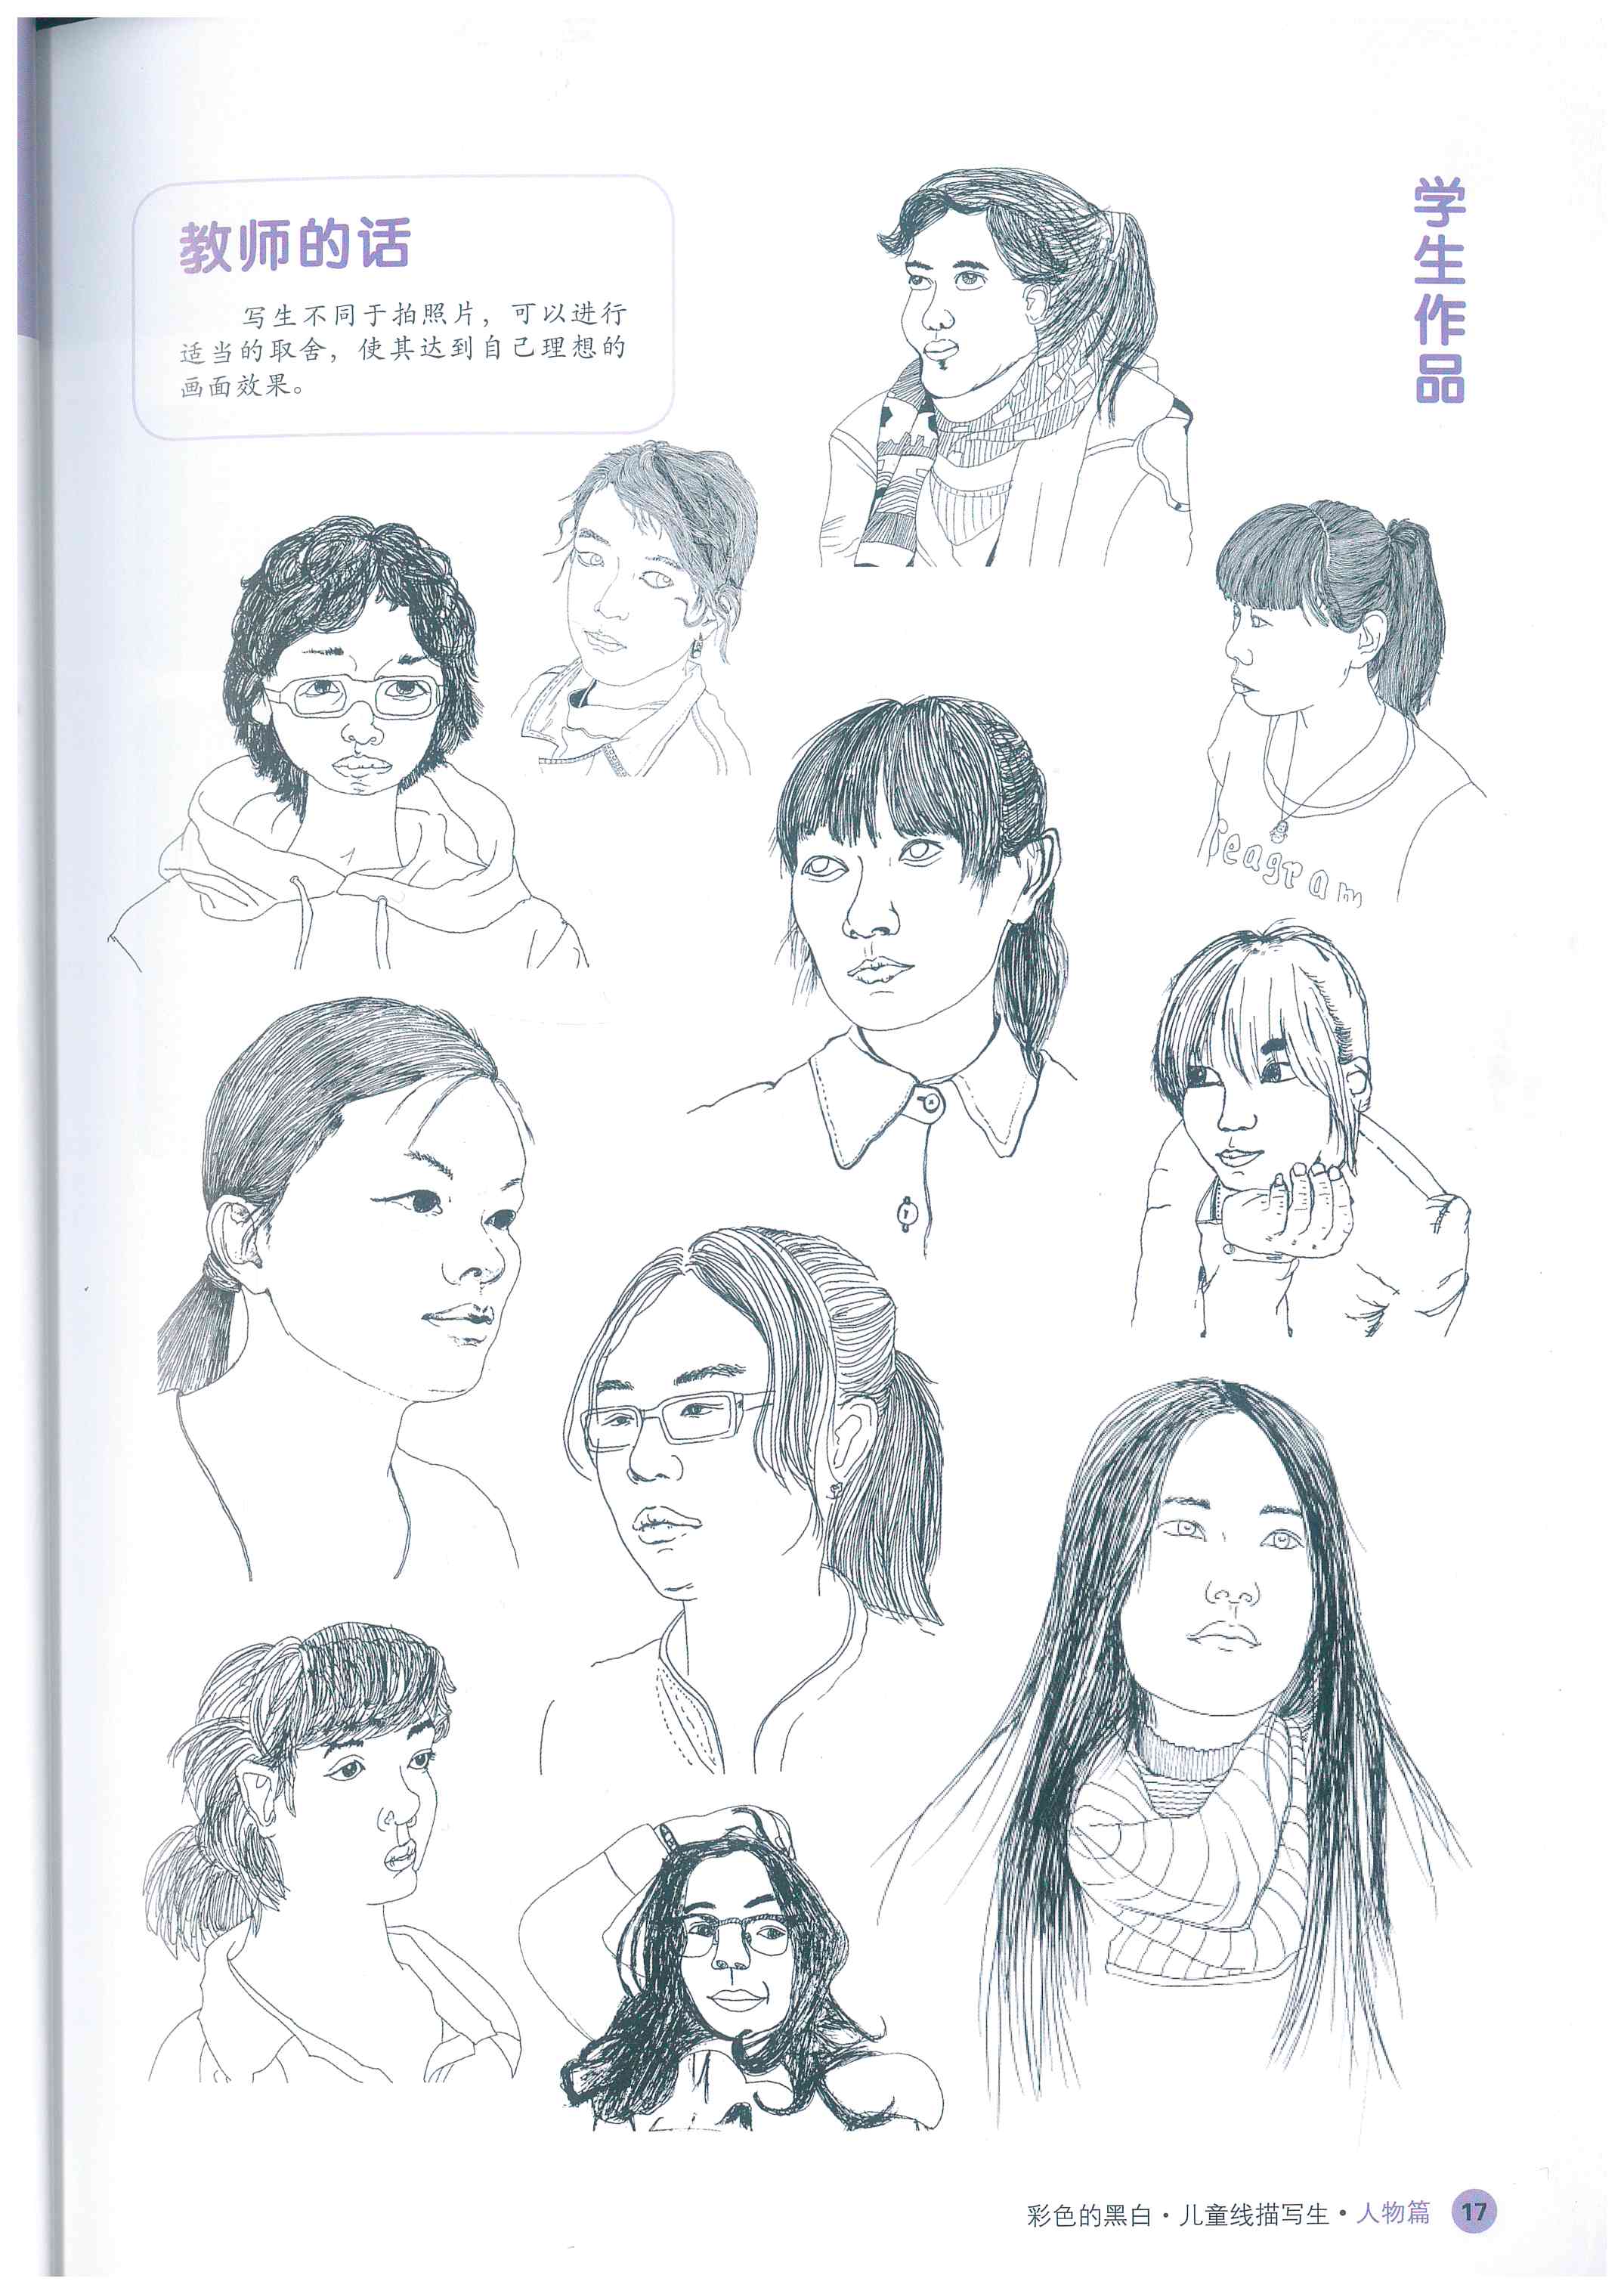 教师的话
写生不同于拍照片，可以进行
适当的取舍，使其达到自己理想的
画面效果。
学生作品
eagram
彩色的黑白·儿童线描写生·人物篇 17